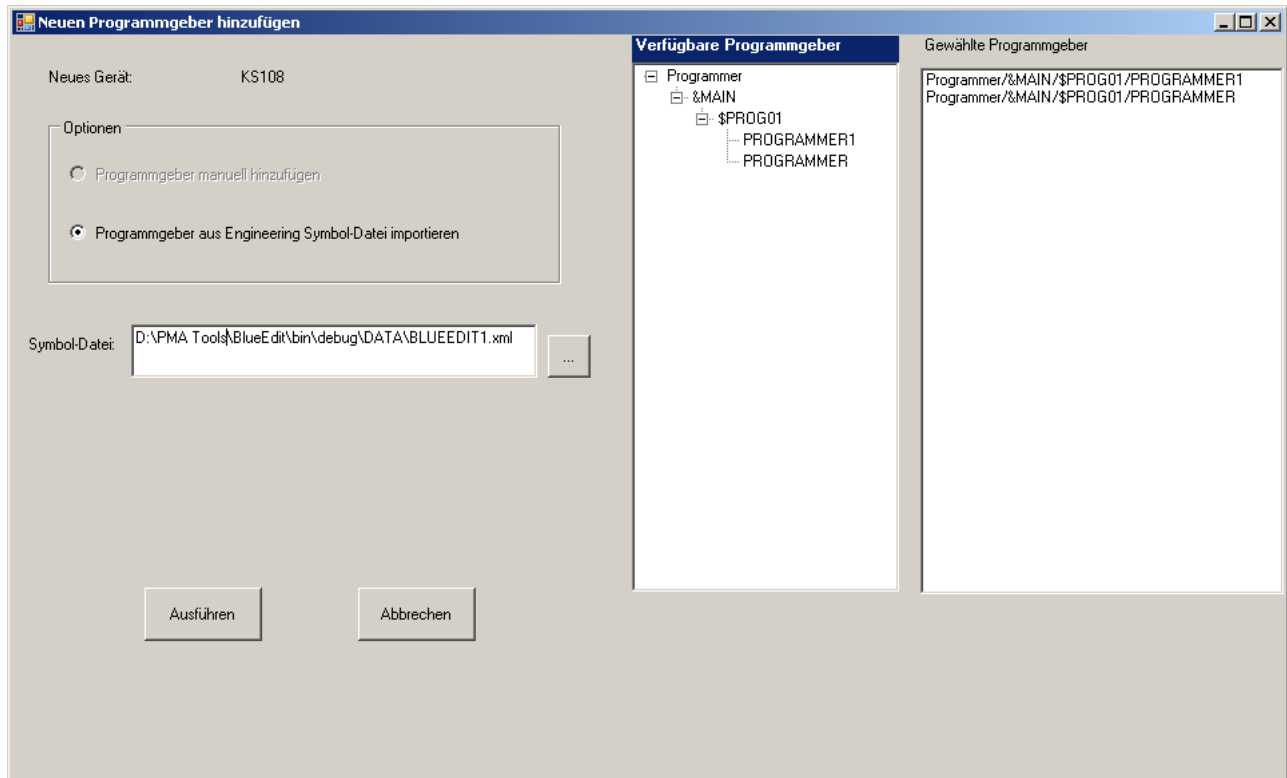 Neuen Programmgeber hinzufügen
Neues Gerät: KS108
Optionen
Programmgeber manuell hinzufügen
Programmgeber aus Engineering Symbol-Datei importieren
Symbol-Datei: D:\PMA Tools\BlueEdit\bin\debug\DATA\BLUEEDIT1.xml
...
Ausführen
Abbrechen
Verfügbare Programmgeber
Programmer
&MAIN
$PROG01
PROGRAMMER1
PROGRAMMER
Gewählte Programmgeber
Programmer/&MAIN/$PROG01/PROGRAMMER1
Programmer/&MAIN/$PROG01/PROGRAMMER